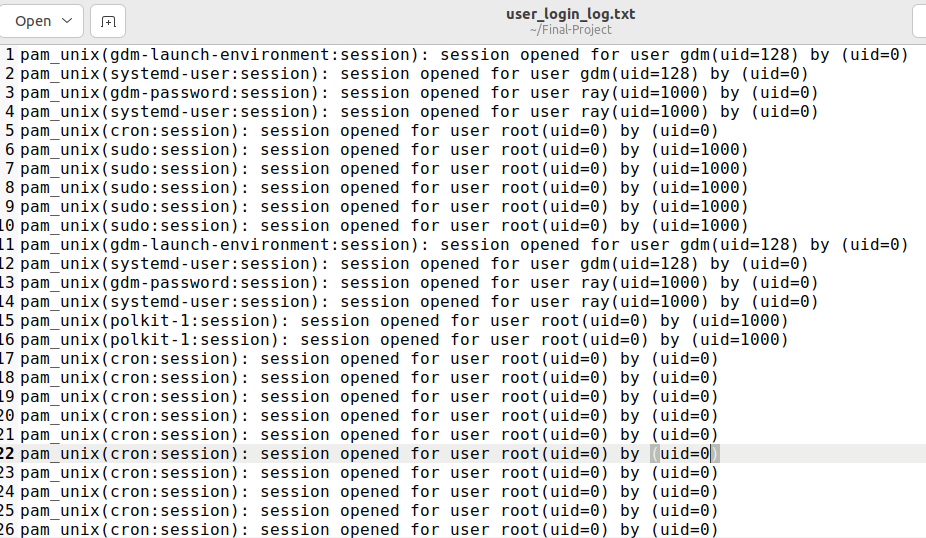 Open
user_login_log.txt
~/Final-Project
1 pam_unix(gdm-launch-environment:session): session opened for user gdm(uid=128) by (uid=0)
2 pam_unix(systemd-user:session): session opened for user gdm(uid=128) by (uid=0)
3 pam_unix(gdm-password:session): session opened for user ray(uid=1000) by (uid=0)
4 pam_unix(systemd-user:session): session opened for user ray(uid=1000) by (uid=0)
5 pam_unix(cron:session): session opened for user root(uid=0) by (uid=0)
6 pam_unix(sudo:session): session opened for user root(uid=0) by (uid=1000)
7 pam_unix(sudo:session): session opened for user root(uid=0) by (uid=1000)
8 pam_unix(sudo:session): session opened for user root(uid=0) by (uid=1000)
9 pam_unix(sudo:session): session opened for user root(uid=0) by (uid=1000)
10 pam_unix(sudo:session): session opened for user root(uid=0) by (uid=1000)
11 pam_unix(gdm-launch-environment:session): session opened for user gdm(uid=128) by (uid=0)
12 pam_unix(systemd-user:session): session opened for user gdm(uid=128) by (uid=0)
13 pam_unix(gdm-password:session): session opened for user ray(uid=1000) by (uid=0)
14 pam_unix(systemd-user:session): session opened for user ray(uid=1000) by (uid=0)
15 pam_unix(polkit-1:session): session opened for user root(uid=0) by (uid=1000)
16 pam_unix(polkit-1:session): session opened for user root(uid=0) by (uid=1000)
17 pam_unix(cron:session): session opened for user root(uid=0) by (uid=0)
18 pam_unix(cron:session): session opened for user root(uid=0) by (uid=0)
19 pam_unix(cron:session): session opened for user root(uid=0) by (uid=0)
20 pam_unix(cron:session): session opened for user root(uid=0) by (uid=0)
21 pam_unix(cron:session): session opened for user root(uid=0) by (uid=0)
22 pam_unix(cron:session): session opened for user root(uid=0) by (uid=0)
23 pam_unix(cron:session): session opened for user root(uid=0) by (uid=0)
24 pam_unix(cron:session): session opened for user root(uid=0) by (uid=0)
25 pam_unix(cron:session): session opened for user root(uid=0) by (uid=0)
26 pam_unix(cron:session): session opened for user root(uid=0) by (uid=0)